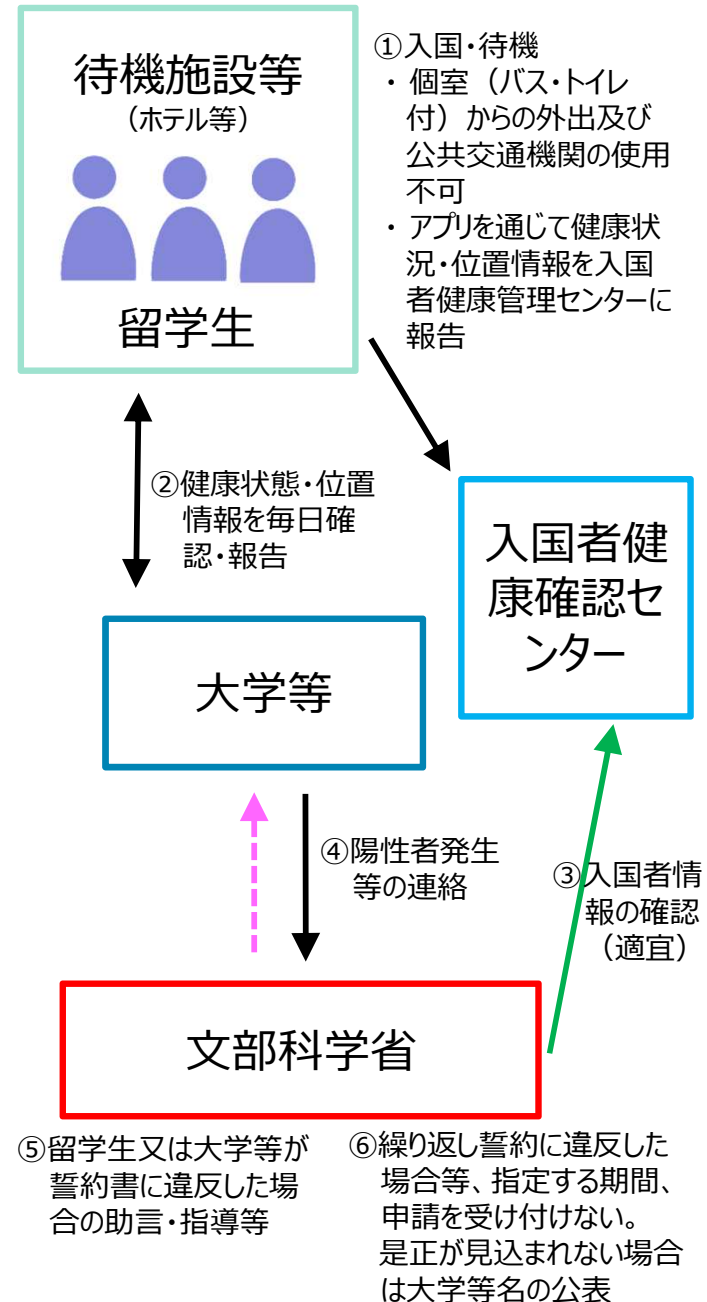 待機施設等
（ホテル等）
留学生
①入国・待機
・ 個室（バス・トイレ
付）からの外出及び
公共交通機関の使用
不可
・ アプリを通じて健康状
況・位置情報を入国
者健康管理センターに
報告
②健康状態・位置
情報を毎日確
認・報告
入国者健
康確認セ
ンター
大学等
④陽性者発生
等の連絡
③入国者情
報の確認
（適宜）
文部科学省
⑤留学生又は大学等が
誓約書に違反した場
合の助言・指導等
⑥繰り返し誓約に違反した
場合等、指定する期間、
申請を受け付けない。
是正が見込まれない場合
は大学等名の公表